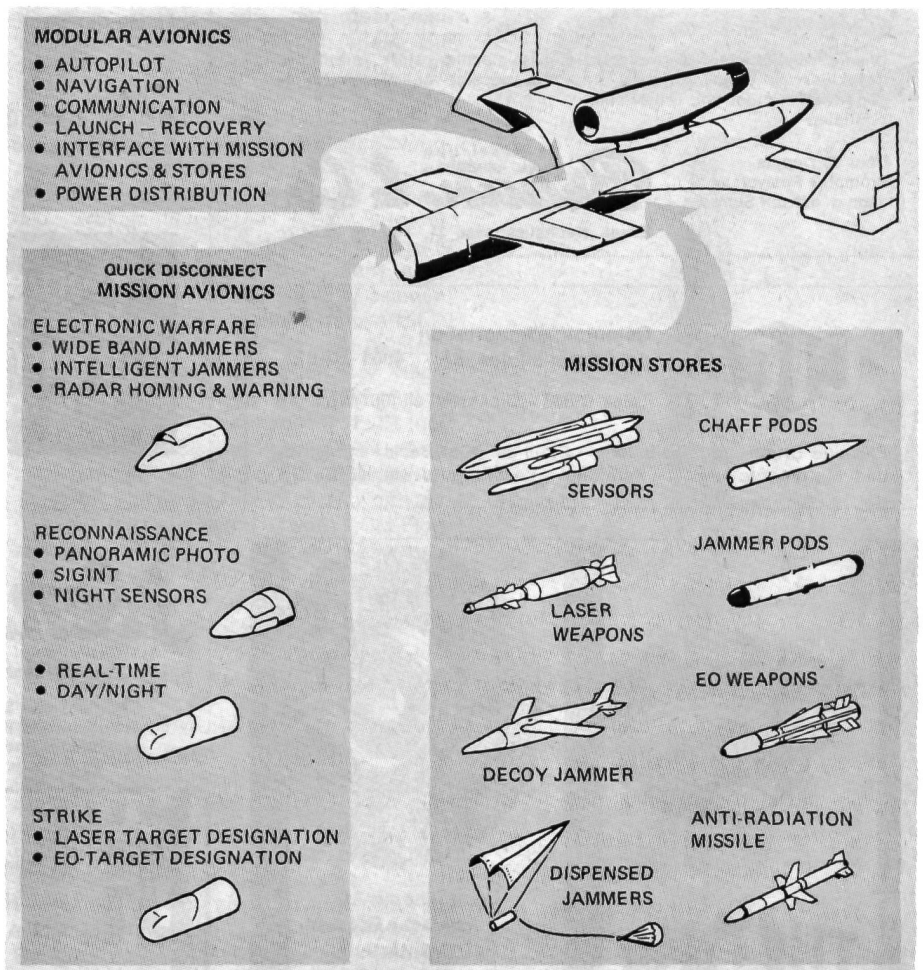 MODULAR AVIONICS
• AUTOPILOT
• NAVIGATION
• COMMUNICATION
• LAUNCH – RECOVERY
• INTERFACE WITH MISSION
AVIONICS & STORES
• POWER DISTRIBUTION
QUICK DISCONNECT
MISSION AVIONICS
ELECTRONIC WARFARE
• WIDE BAND JAMMERS
• INTELLIGENT JAMMERS
• RADAR HOMING & WARNING
RECONNAISSANCE
• PANORAMIC PHOTO
• SIGINT
• NIGHT SENSORS
• REAL-TIME
• DAY/NIGHT
STRIKE
• LASER TARGET DESIGNATION
• EO-TARGET DESIGNATION
MISSION STORES
SENSORS
CHAFF PODS
LASER
WEAPONS
JAMMER PODS
DECOY JAMMER
EO WEAPONS
DISPENSED
JAMMERS
ANTI-RADIATION
MISSILE